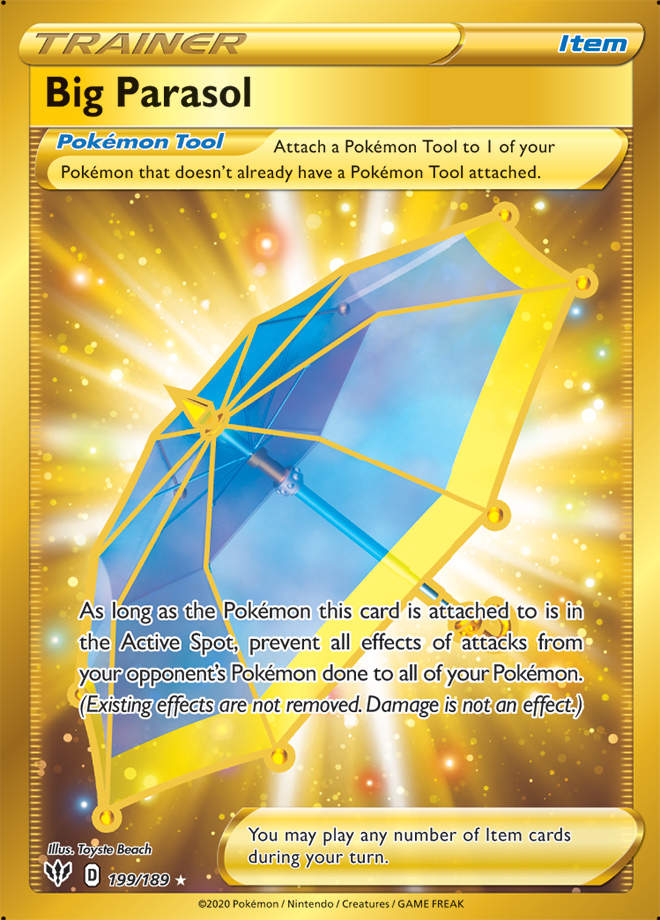 TRAINER
Item
Big Parasol
Pokémon Tool
Attach a Pokémon Tool to 1 of your
Pokémon that doesn't already have a Pokémon Tool attached.
As long as the Pokémon this card is attached to is in
the Active Spot, prevent all effects of attacks from
your opponent's Pokémon done to all of your Pokémon.
(Existing effects are not removed. Damage is not an effect.)
You may play any number of Item cards
during your turn.
Illus. Toyste Beach
D 199/189 ★
©2020 Pokémon / Nintendo / Creatures / GAME FREAK